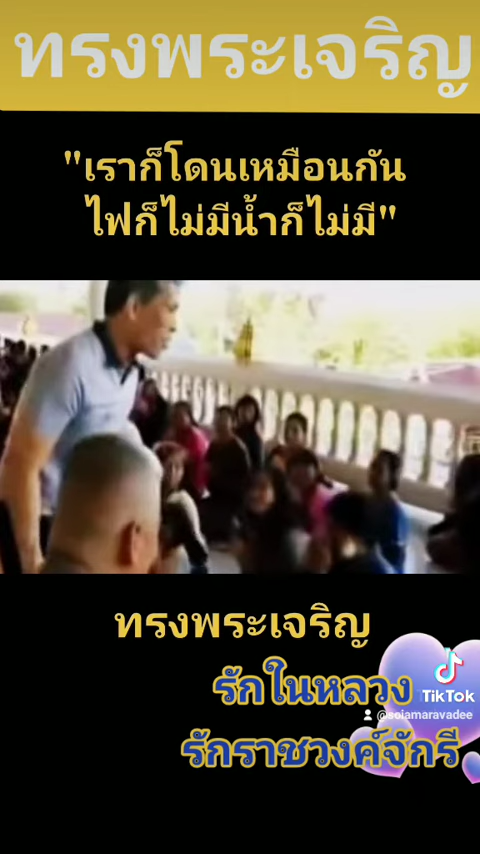 ทรงพระเจริญ
"เราก็โดนเหมือนกัน
ไฟก็ไม่มีน้ำก็ไม่มี"
ทรงพระเจริญ
รักในหลวง
TikTok
@soiamaravadee
รักราชวงค์จักรี